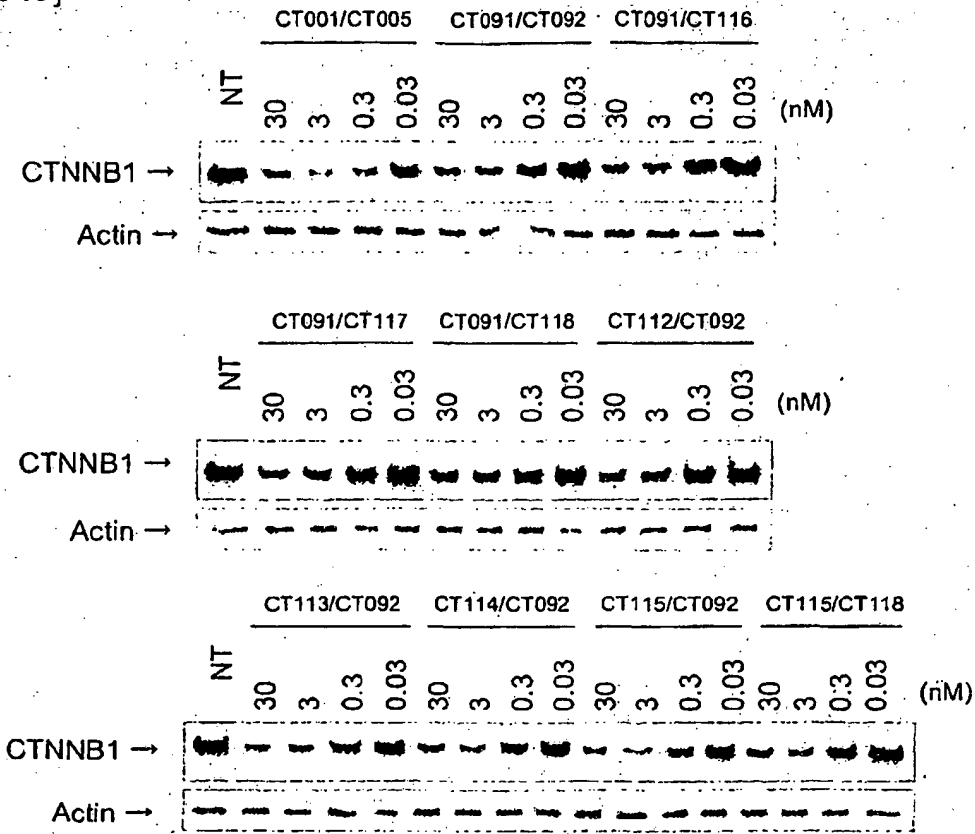 CT001/CT005 CT091/CT092 CT091/CT116
NT 30 3 0.3 0.03 30 3 0.3 0.03 30 3 0.3 0.03 (nM)
CTNNB1 →
Actin →
CT091/CT117 CT091/CT118 CT112/CT092
NT 30 3 0.3 0.03 30 3 0.3 0.03 30 3 0.3 0.03 (nM)
CTNNB1 →
Actin →
CT113/CT092 CT114/CT092 CT115/CT092 CT115/CT118
NT 30 3 0.3 0.03 30 3 0.3 0.03 30 3 0.3 0.03 30 3 0.3 0.03 (nM)
CTNNB1 →
Actin →